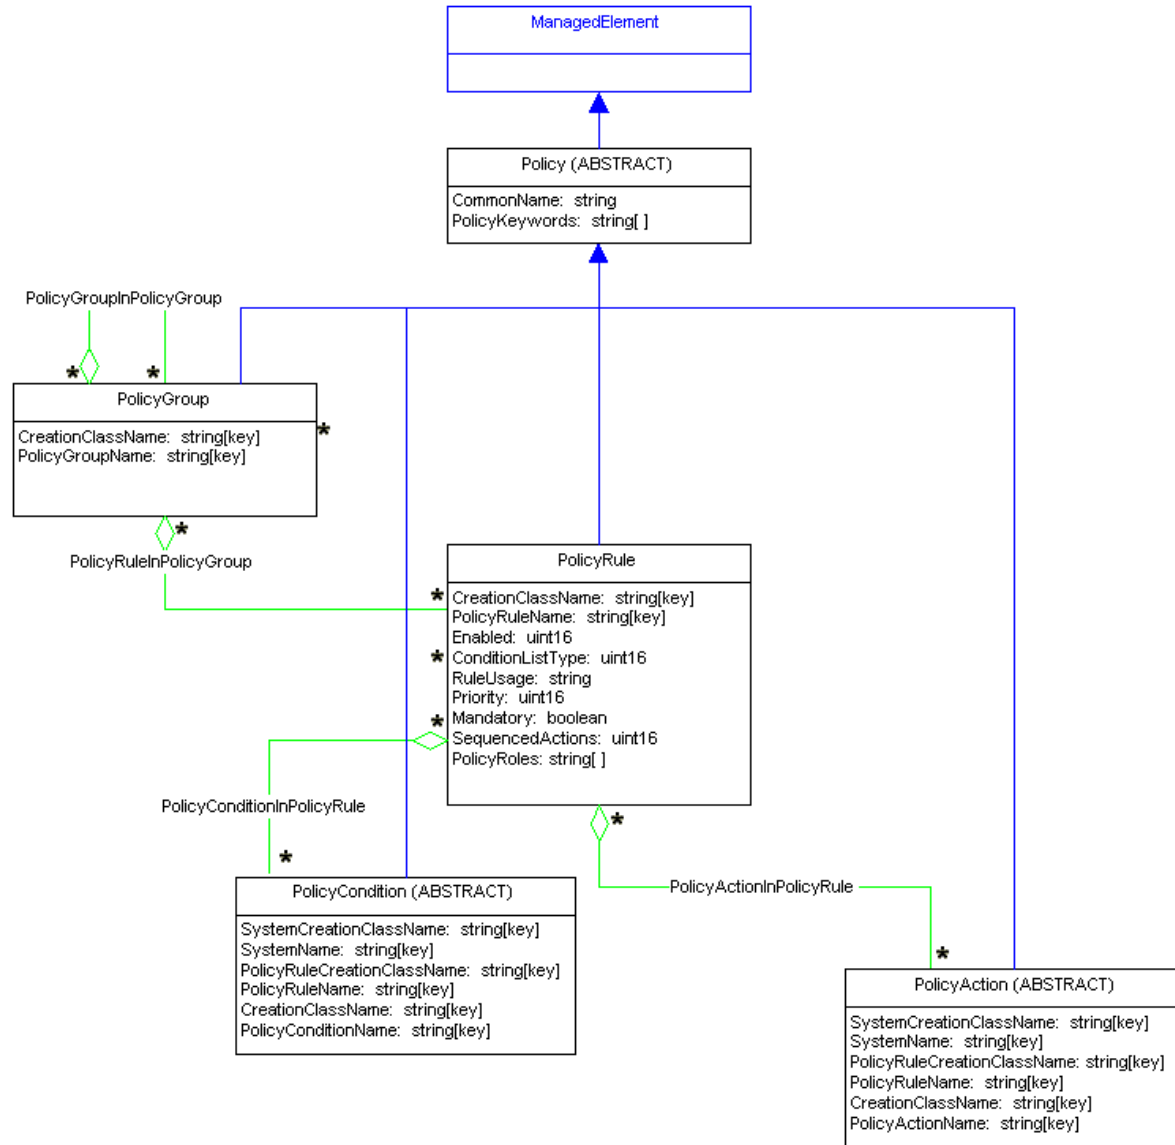 ManagedElement
Policy (ABSTRACT)
CommonName: string
PolicyKeywords: string[ ]
PolicyGroupInPolicyGroup
* *
PolicyGroup
CreationClassName: string[key]
PolicyGroupName: string[key]
*
*
PolicyRuleInPolicyGroup
PolicyRule
CreationClassName: string[key]
PolicyRuleName: string[key]
Enabled: uint16
ConditionListType: uint16
RuleUsage: string
Priority: uint16
Mandatory: boolean
SequencedActions: uint16
PolicyRoles: string[ ]
*
*
*
*
PolicyConditionInPolicyRule
*
PolicyCondition (ABSTRACT)
SystemCreationClassName: string[key]
SystemName: string[key]
PolicyRuleCreationClassName: string[key]
PolicyRuleName: string[key]
CreationClassName: string[key]
PolicyConditionName: string[key]
PolicyActionInPolicyRule
*
PolicyAction (ABSTRACT)
SystemCreationClassName: string[key]
SystemName: string[key]
PolicyRuleCreationClassName: string[key]
PolicyRuleName: string[key]
CreationClassName: string[key]
PolicyActionName: string[key]